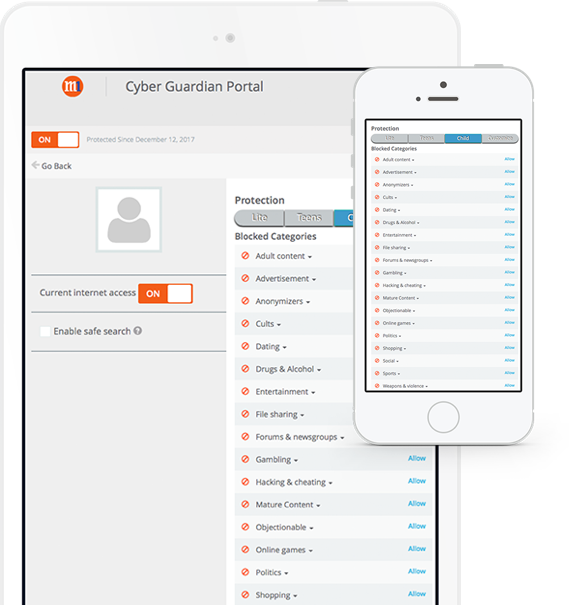 m1
Cyber Guardian Portal
ON
Protected Since December 12, 2017
Go Back
Current internet access ON
Enable safe search ?
Protection
Lite Teens
Blocked Categories
Adult content
Advertisement
Anonymizers
Cults
Dating
Drugs & Alcohol
Entertainment
File sharing
Forums & newsgroups
Gambling Allow
Hacking & cheating Allow
Mature Content Allow
Objectionable Allow
Online games Allow
Politics Allow
Shopping Allow
Protection
Lite Teens Child
Blocked Categories
Adult content Allow
Advertisement Allow
Anonymizers Allow
Cults Allow
Dating Allow
Drugs & Alcohol Allow
Entertainment Allow
File sharing Allow
Forums & newsgroups Allow
Gambling Allow
Hacking & cheating Allow
Mature Content Allow
Objectionable Allow
Online games Allow
Politics Allow
Shopping Allow
Social Allow
Sports Allow
Weapons & violence Allow